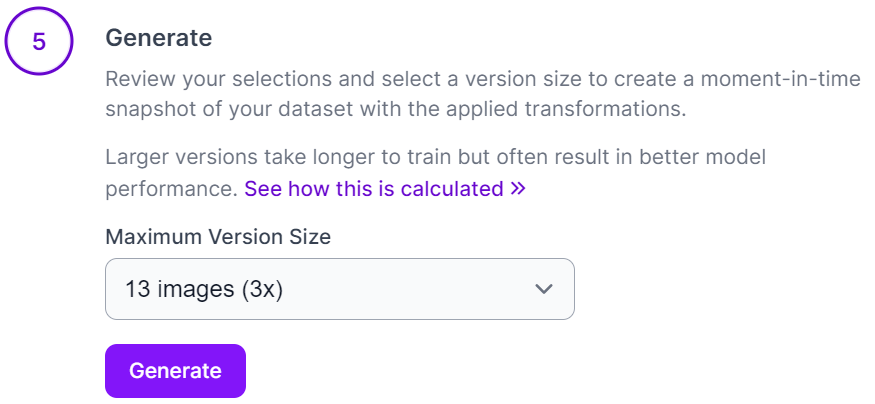 5
Generate
Review your selections and select a version size to create a moment-in-time
snapshot of your dataset with the applied transformations.
Larger versions take longer to train but often result in better model
performance. See how this is calculated »
Maximum Version Size
13 images (3x)
Generate